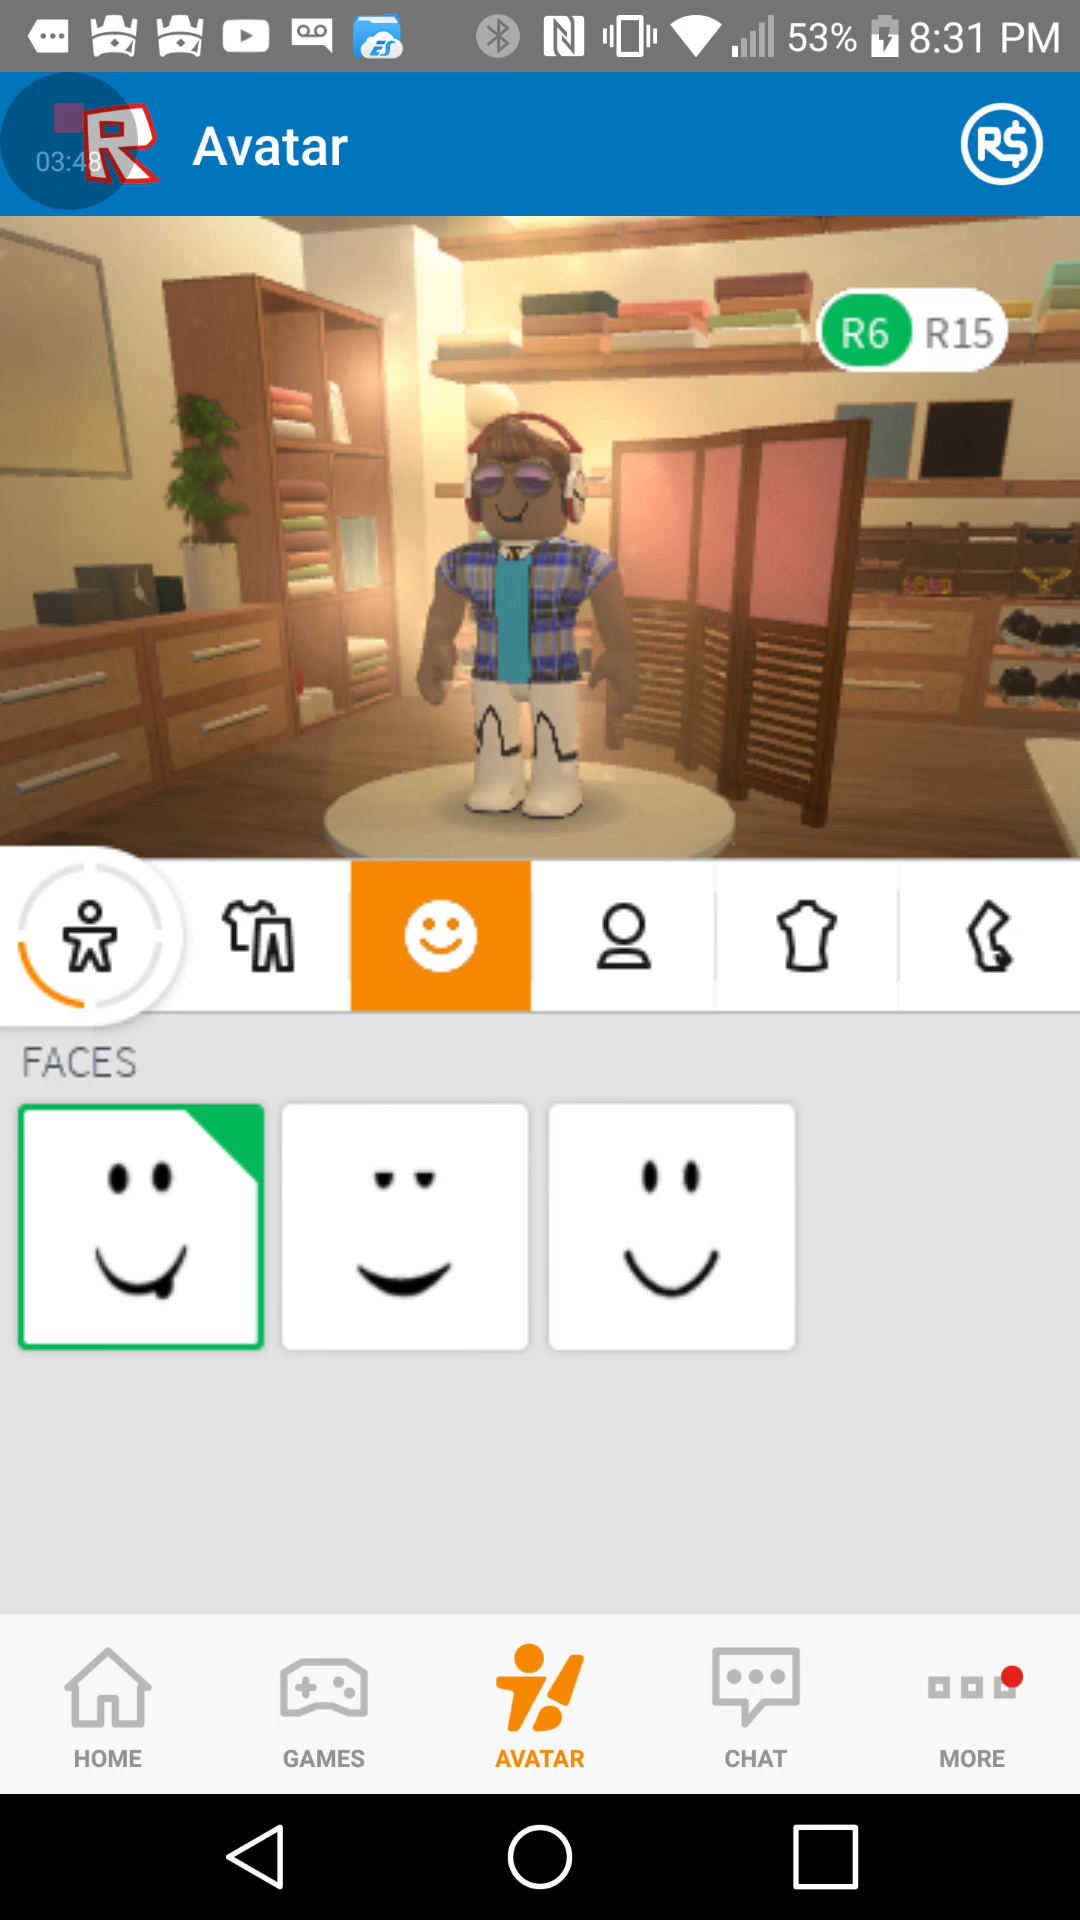 53% 8:31 PM
03:48
R Avatar R$
R6 R15
FACES
HOME GAMES AVATAR CHAT MORE